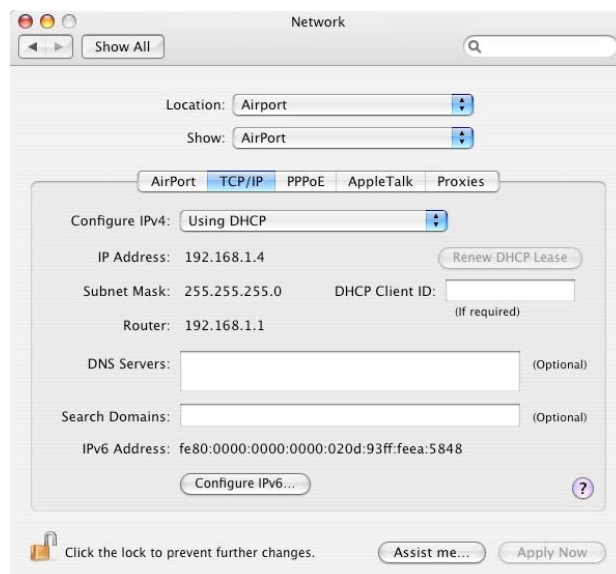 Network
Show All
Location: Airport
Show: AirPort
AirPort TCP/IP PPPoE AppleTalk Proxies
Configure IPv4: Using DHCP
IP Address: 192.168.1.4 Renew DHCP Lease
Subnet Mask: 255.255.255.0 DHCP Client ID:
(If required)
Router: 192.168.1.1
DNS Servers: (Optional)
Search Domains: (Optional)
IPv6 Address: fe80:0000:0000:0000:020d:93ff:feea:5848
Configure IPv6...
?
Click the lock to prevent further changes. Assist me... Apply Now